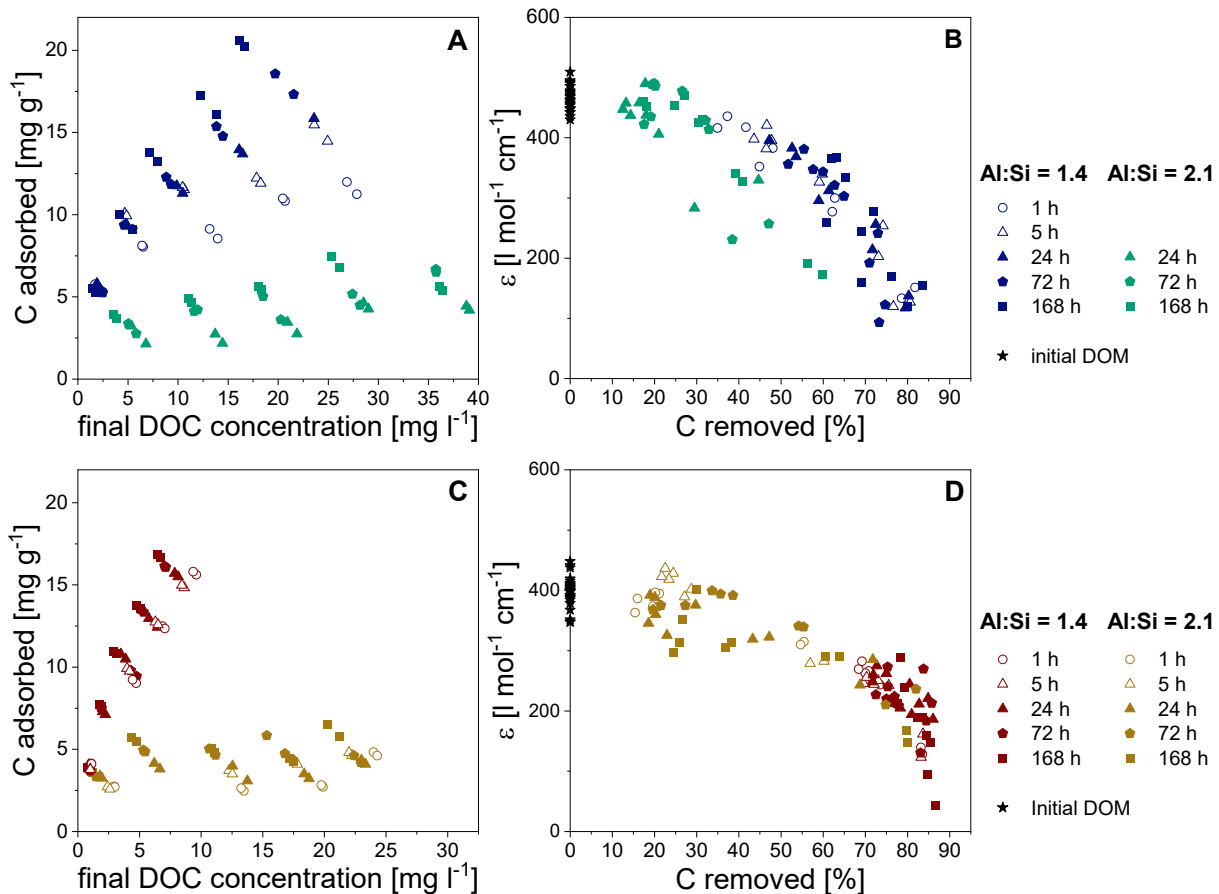 A
20
15
10
5
0
C adsorbed [mg g⁻¹]
0 5 10 15 20 25 30 35 40
final DOC concentration [mg l⁻¹]
B
600
400
200
0
ε [l mol⁻¹ cm⁻¹]
0 10 20 30 40 50 60 70 80 90
C removed [%]
Al:Si = 1.4 Al:Si = 2.1
1 h
5 h
24 h 24 h
72 h 72 h
168 h 168 h
initial DOM
C
20
15
10
5
0
C adsorbed [mg g⁻¹]
0 5 10 15 20 25 30
final DOC concentration [mg l⁻¹]
D
600
400
200
0
ε [l mol⁻¹ cm⁻¹]
0 10 20 30 40 50 60 70 80 90
C removed [%]
Al:Si = 1.4 Al:Si = 2.1
1 h 1 h
5 h 5 h
24 h 24 h
72 h 72 h
168 h 168 h
Initial DOM